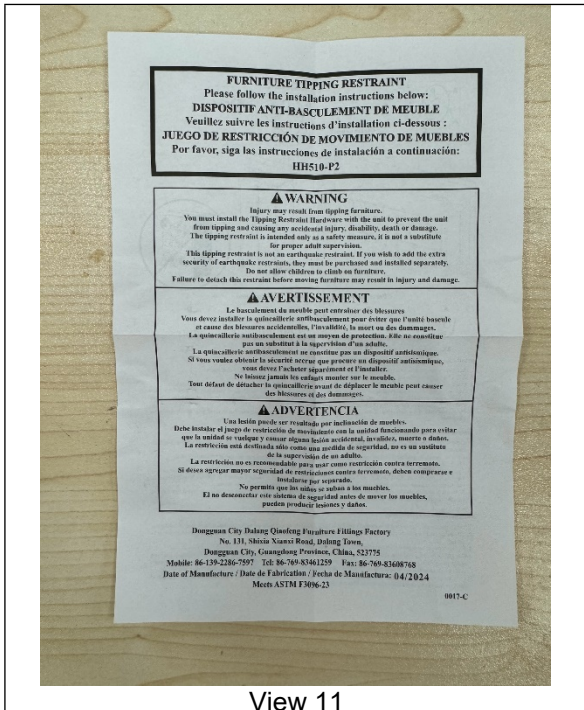 FURNITURE TIPPING RESTRAINT
Please follow the installation instructions below:
DISPOSITIF ANTI-BASCULEMENT DE MEUBLE
Veuillez suivre les instructions d'installation ci-dessous :
JUEGO DE RESTRICCIÓN DE MOVIMIENTO DE MUEBLES
Por favor, siga las instrucciones de instalación a continuación:
HH510-P2
⚠WARNING
Injury may result from tipping furniture.
You must install the Tipping Restraint Hardware with the unit to prevent the unit
from tipping and causing any accidental injury, disability, death or damage.
The tipping restraint is intended only as a safety measure, it is not a substitute
for proper adult supervision.
This tipping restraint is not an earthquake restraint. If you wish to add the extra
security of earthquake restraints, they must be purchased and installed separately.
Do not allow children to climb on furniture.
Failure to detach this restraint before moving furniture may result in injury and damage.
⚠AVERTISSEMENT
Le basculement du meuble peut entraîner des blessures
Vous devez installer la quincaillerie antibasculement pour éviter que l'unité bascule
et cause des blessures accidentelles, l'invalidité, la mort ou des dommages.
La quincaillerie antibasculement est un moyen de protection. Elle ne constitue
pas un substitut à la supervision d'un adulte.
La quincaillerie antibasculement ne constitue pas un dispositif antisismique.
Si vous voulez obtenir la sécurité accrue que procure un dispositif antisismique,
vous devez l'acheter séparément et l'installer.
Ne laissez jamais les enfants monter sur le meuble.
Tout défaut de détacher la quincaillerie avant de déplacer le meuble peut causer
des blessures et des dommages.
⚠ADVERTENCIA
Una lesión puede ser resultado por inclinación de muebles.
Debe instalar el juego de restricción de movimiento con la unidad funcionando para evitar
que la unidad se vuelque y causar alguna lesión accidental, invalidez, muerte o daños.
La restricción está destinada sólo como una medida de seguridad, no es un sustituto
de la supervisión de un adulto.
La restricción no es recomendable para usar como restricción contra terremoto.
Si desea agregar mayor seguridad de restricciones contra terremoto, deben comprarse e
instalarse por separado.
No permita que los niños se suban a los muebles.
El no desconectar este sistema de seguridad antes de mover los muebles,
pueden producir lesiones y daños.
Dongguan City Dalang Qiaofeng Furniture Fittings Factory
No. 131, Shixia Xianxi Road, Dalang Town,
Dongguan City, Guangdong Province, China, 523775
Mobile: 86-139-2286-7597 Tel: 86-769-83461259 Fax: 86-769-83608768
Date of Manufacture / Date de Fabrication / Fecha de Manufactura: 04/2024
Meets ASTM F3096-23
0017-C
View 11